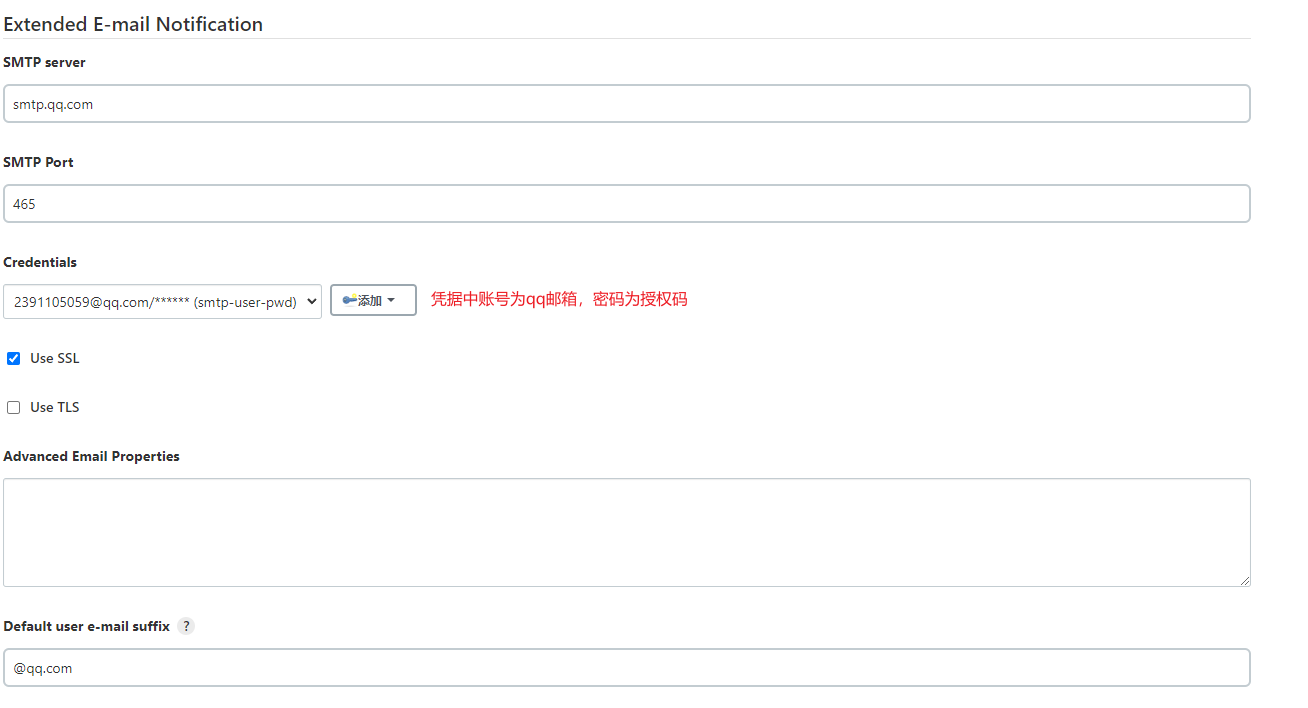 Extended E-mail Notification
SMTP server
smtp.qq.com
SMTP Port
465
Credentials
2391105059@qq.com/****** (smtp-user-pwd) 添加 凭据中账号为qq邮箱，密码为授权码
Use SSL
Use TLS
Advanced Email Properties
Default user e-mail suffix ?
@qq.com